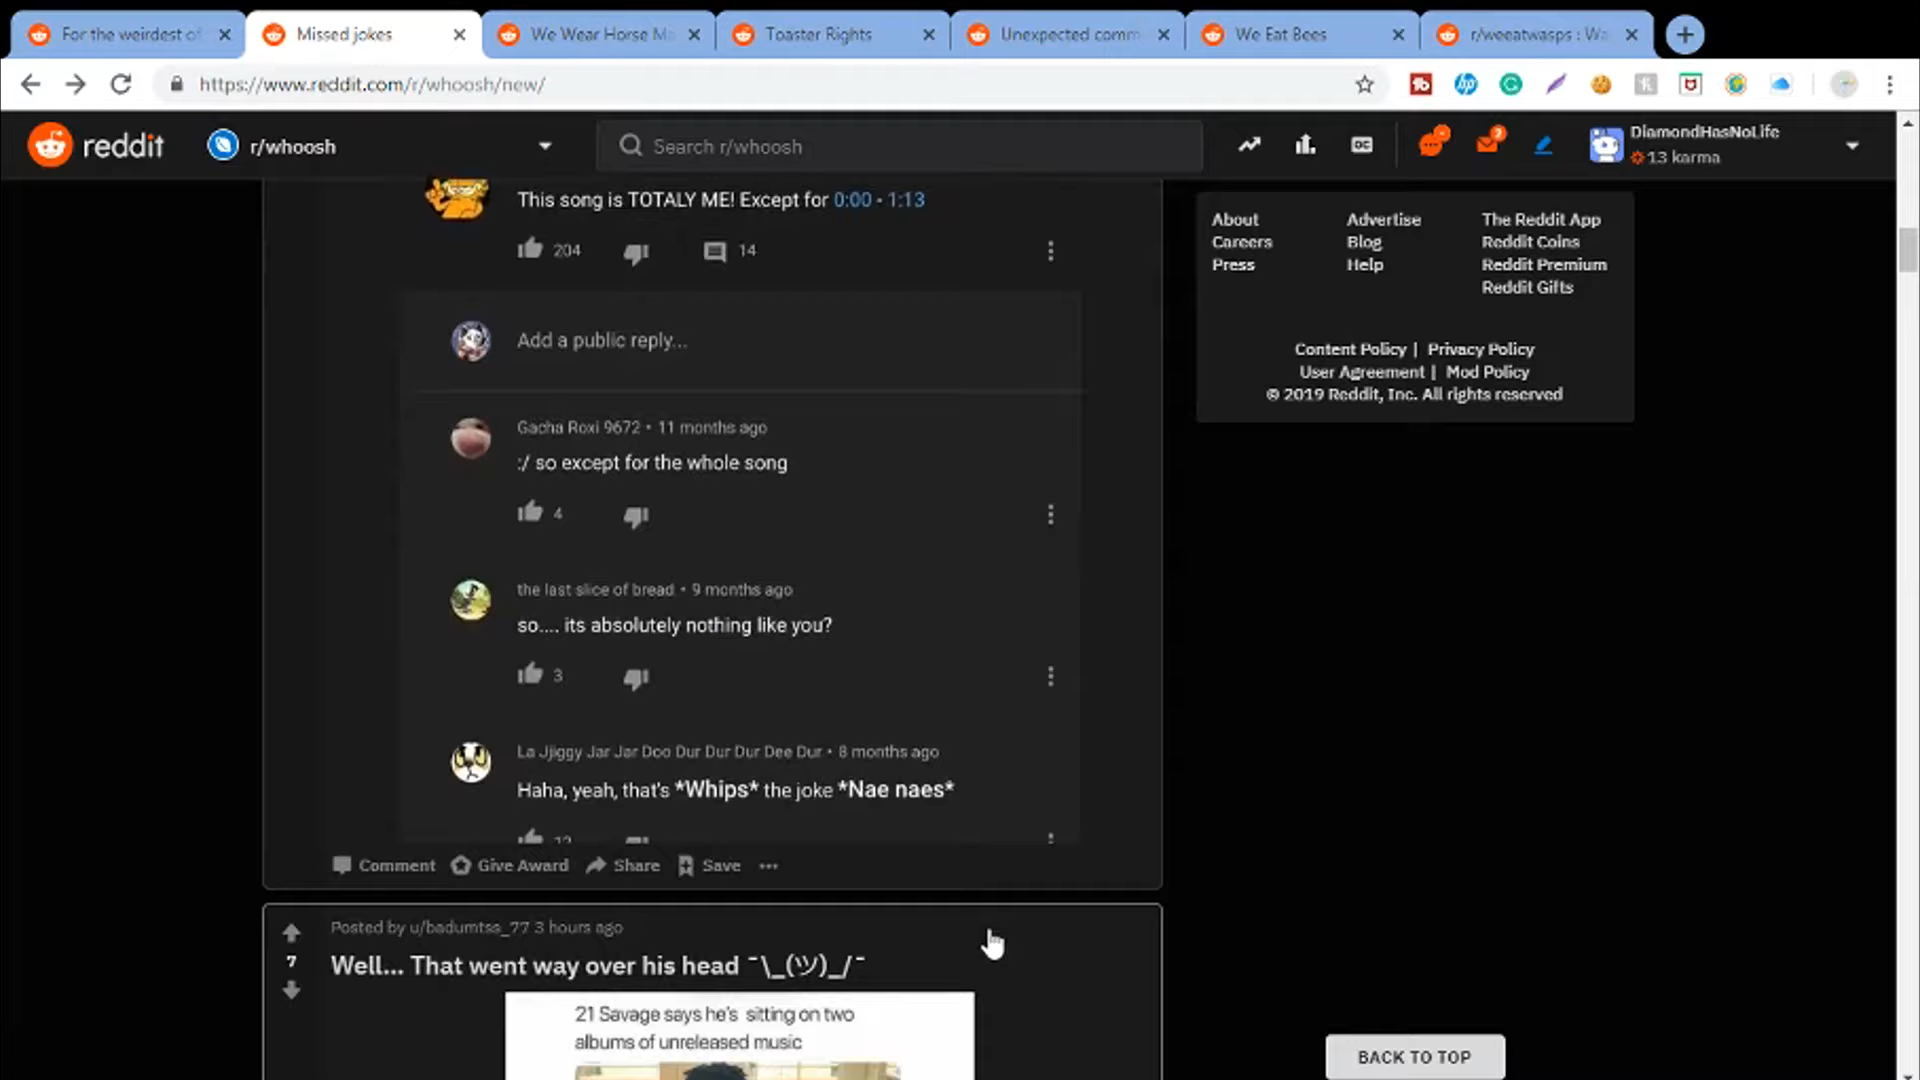 For the weirdest of
Missed jokes
We Wear Horse Ma
Toaster Rights
Unexpected comm
We Eat Bees
r/weeatwasps : Wa
https://www.reddit.com/r/whoosh/new/
reddit
r/whoosh
Search r/whoosh
OC
2
DiamondHasNoLife
13 karma
This song is TOTALY ME! Except for 0:00 - 1:13
204
14
Add a public reply...
Gacha Roxi 9672 • 11 months ago
:/ so except for the whole song
4
the last slice of bread • 9 months ago
so.... its absolutely nothing like you?
3
La Jjiggy Jar Jar Doo Dur Dur Dur Dee Dur • 8 months ago
Haha, yeah, that's *Whips* the joke *Nae naes*
Comment
Give Award
Share
Save
Posted by u/badumtss_77 3 hours ago
7
Well... That went way over his head ¯\_(ツ)_/¯
21 Savage says he's sitting on two
albums of unreleased music
About
Advertise
The Reddit App
Careers
Blog
Reddit Coins
Press
Help
Reddit Premium
Reddit Gifts
Content Policy | Privacy Policy
User Agreement | Mod Policy
© 2019 Reddit, Inc. All rights reserved
BACK TO TOP